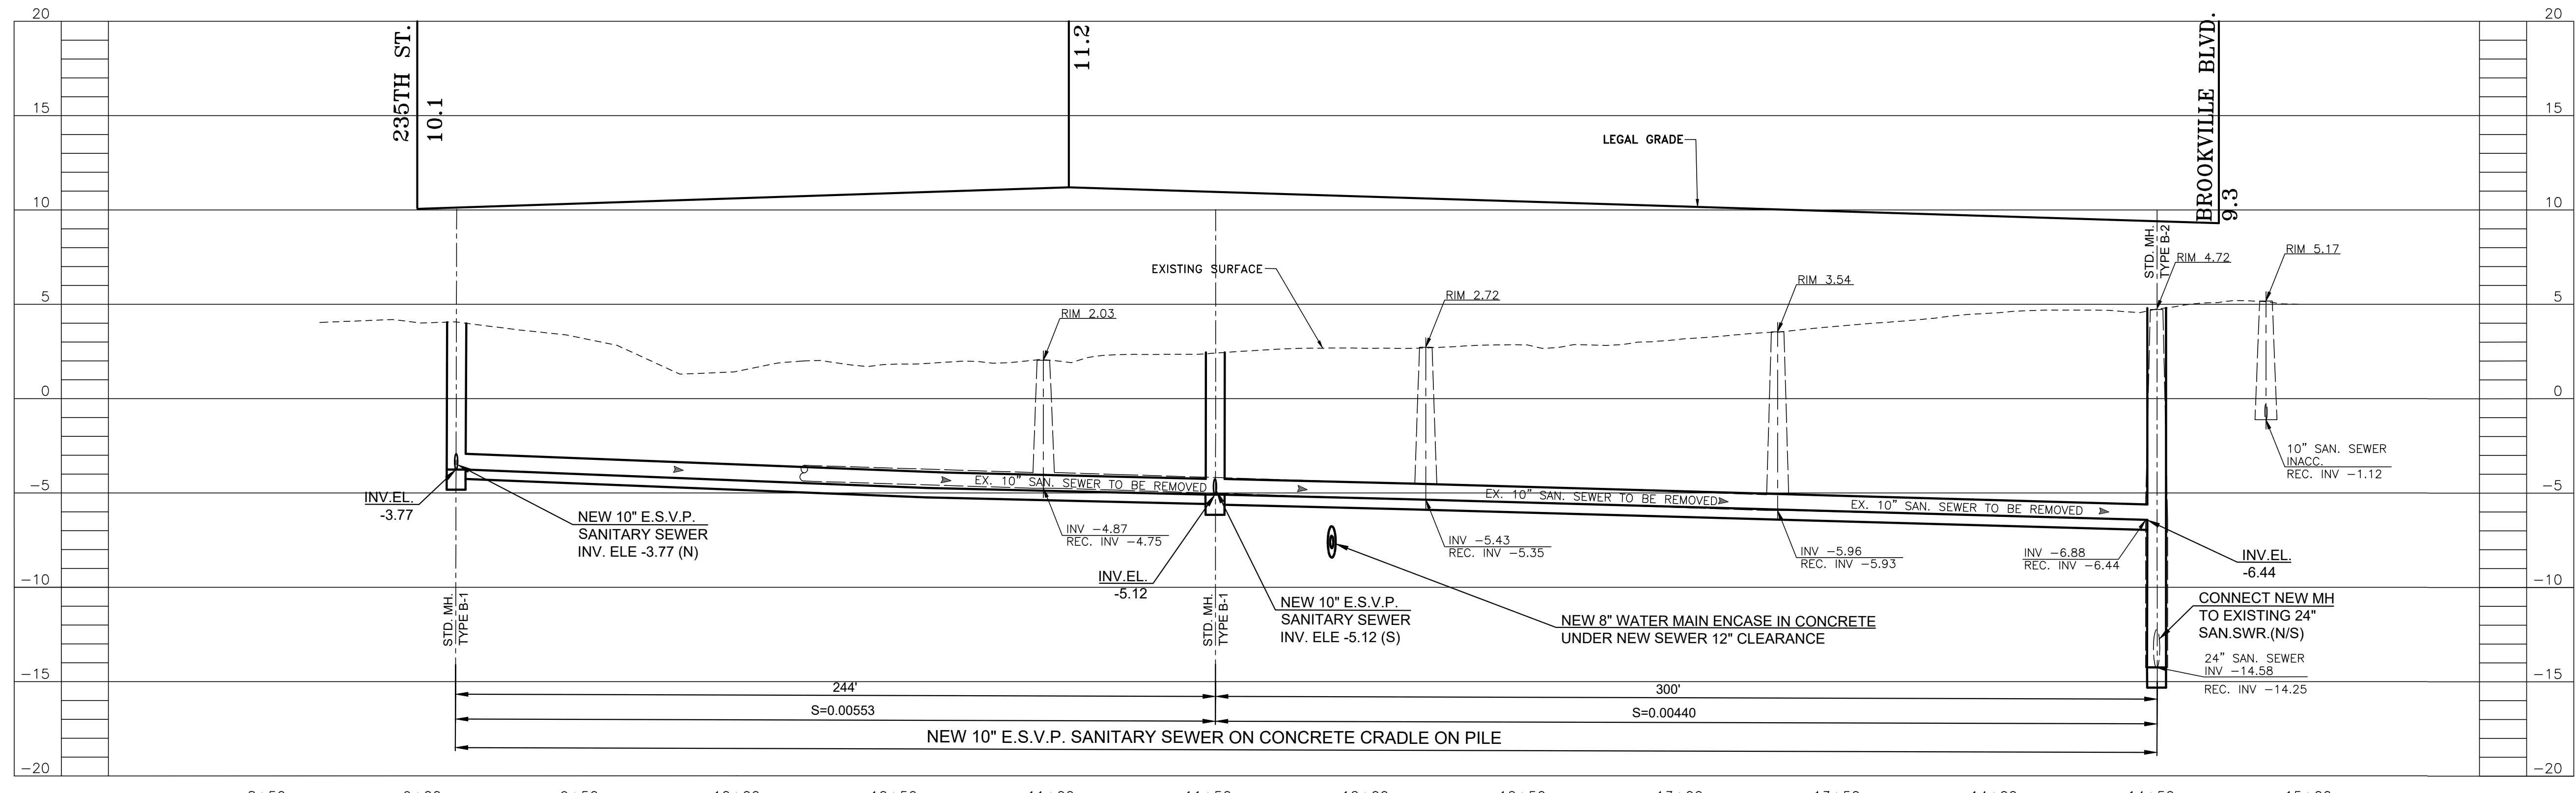 20
15
10
5
0
-5
-10
-15
-20
235TH ST.
10.1
11.2
BROOKVILLE BLVD.
9.3
20
15
10
5
0
-5
-10
-15
-20
LEGAL GRADE
EXISTING SURFACE
STD. MH.
TYPE B-2
RIM 2.03
RIM 2.72
RIM 3.54
RIM 4.72
RIM 5.17
10" SAN. SEWER
INACC.
REC. INV -1.12
EX. 10" SAN. SEWER TO BE REMOVED
EX. 10" SAN. SEWER TO BE REMOVED
EX. 10" SAN. SEWER TO BE REMOVED
INV.EL.
-3.77
NEW 10" E.S.V.P.
SANITARY SEWER
INV. ELE -3.77 (N)
INV -4.87
REC. INV -4.75
INV.EL.
-5.12
NEW 10" E.S.V.P.
SANITARY SEWER
INV. ELE -5.12 (S)
INV -5.43
REC. INV -5.35
INV -5.96
REC. INV -5.93
INV -6.88
REC. INV -6.44
INV.EL.
-6.44
NEW 8" WATER MAIN ENCASE IN CONCRETE
UNDER NEW SEWER 12" CLEARANCE
CONNECT NEW MH
TO EXISTING 24"
SAN.SWR.(N/S)
24" SAN. SEWER
INV -14.58
REC. INV -14.25
STD. MH.
TYPE B-1
STD. MH.
TYPE B-1
244'
300'
S=0.00553
S=0.00440
NEW 10" E.S.V.P. SANITARY SEWER ON CONCRETE CRADLE ON PILE